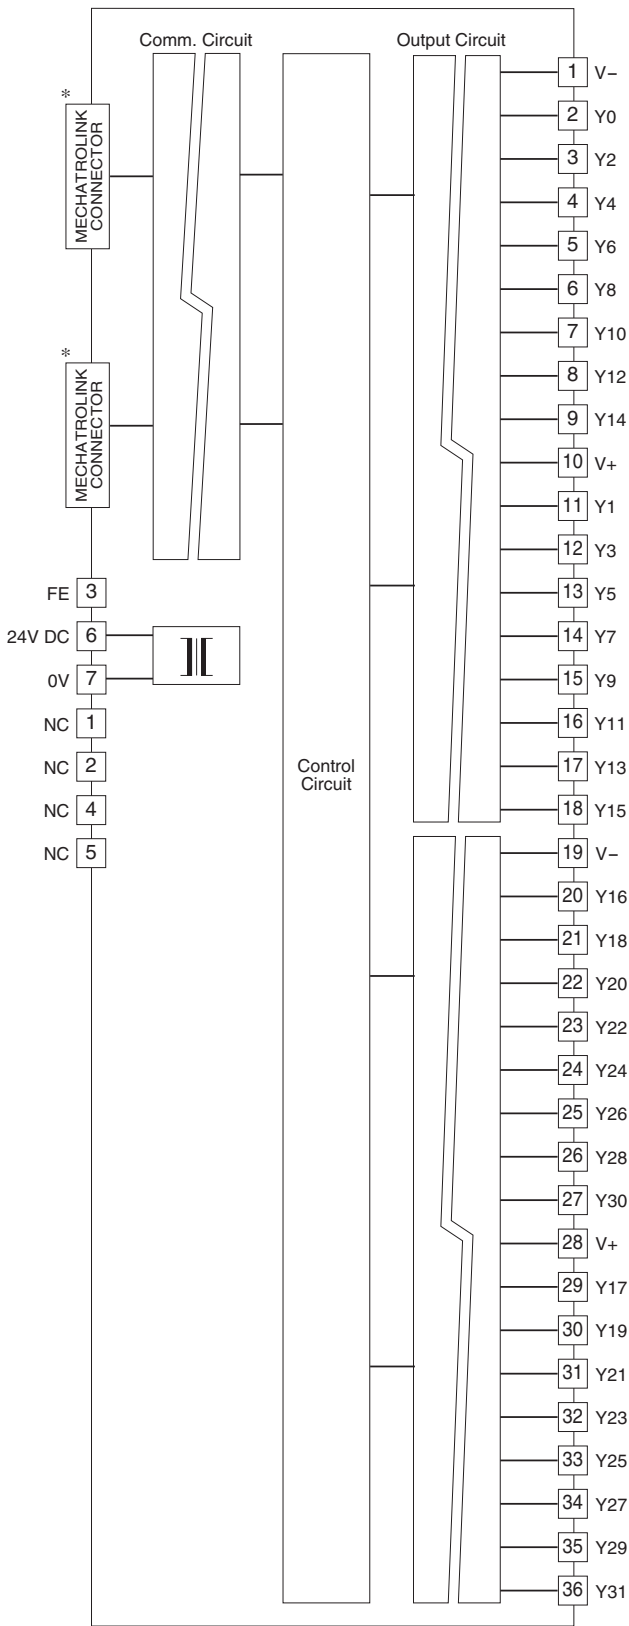 Comm. Circuit
Output Circuit
*
MECHATROLINK
CONNECTOR
*
MECHATROLINK
CONNECTOR
FE 3
24V DC 6
0V 7
NC 1
NC 2
NC 4
NC 5
Control
Circuit
1 V−
2 Y0
3 Y2
4 Y4
5 Y6
6 Y8
7 Y10
8 Y12
9 Y14
10 V+
11 Y1
12 Y3
13 Y5
14 Y7
15 Y9
16 Y11
17 Y13
18 Y15
19 V−
20 Y16
21 Y18
22 Y20
23 Y22
24 Y24
25 Y26
26 Y28
27 Y30
28 V+
29 Y17
30 Y19
31 Y21
32 Y23
33 Y25
34 Y27
35 Y29
36 Y31